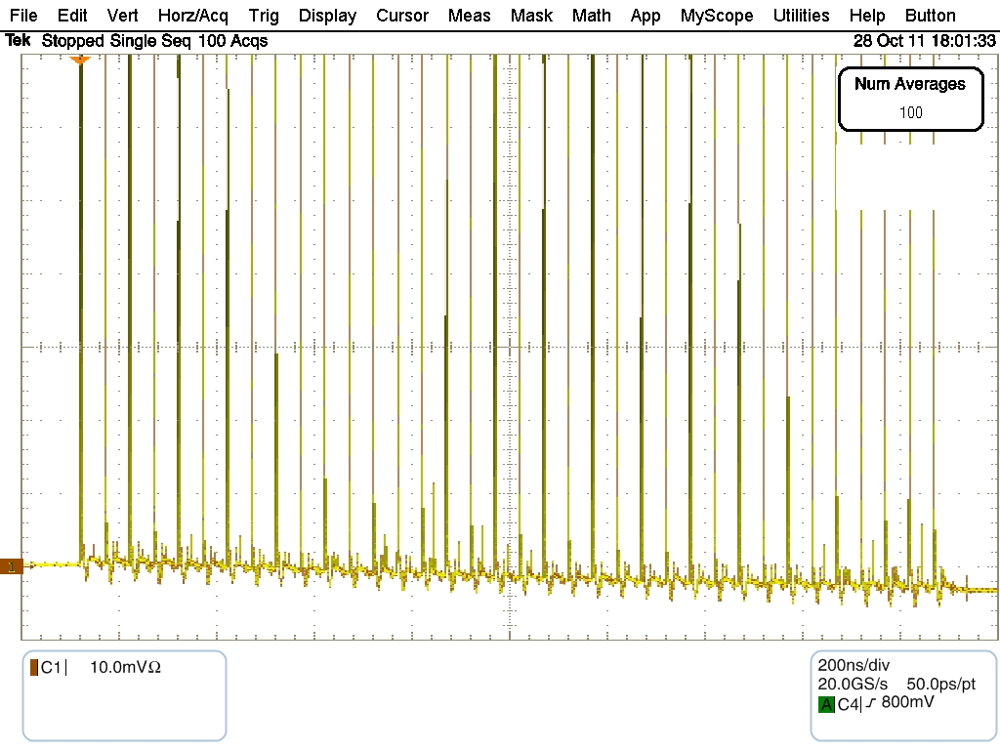 File Edit Vert Horz/Acq Trig Display Cursor Meas Mask Math App MyScope Utilities Help Button
Tek Stopped Single Seq 100 Acqs 28 Oct 11 18:01:33
Num Averages
100
1
C1 10.0mVΩ
200ns/div
20.0GS/s 50.0ps/pt
A C4 800mV